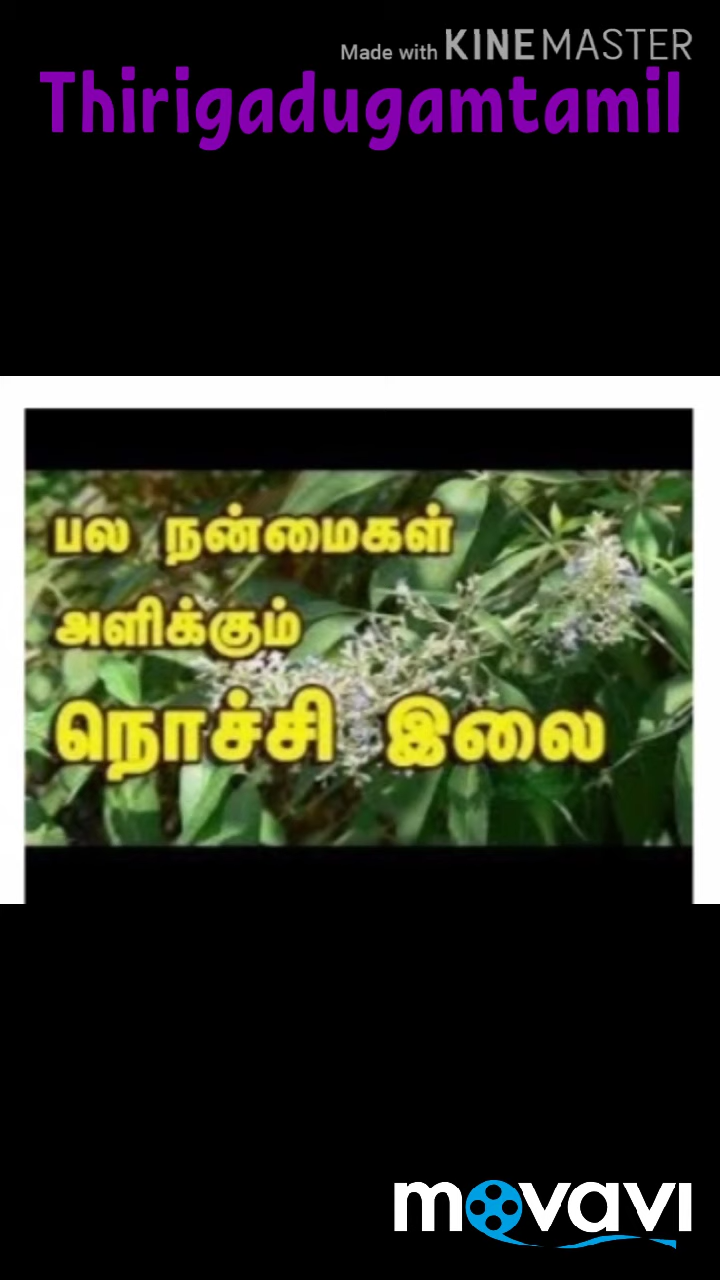 Made with KINEMASTER
Thirigadugamtamil
பல நன்மைகள்
அளிக்கும்
நொச்சி இலை
movavi